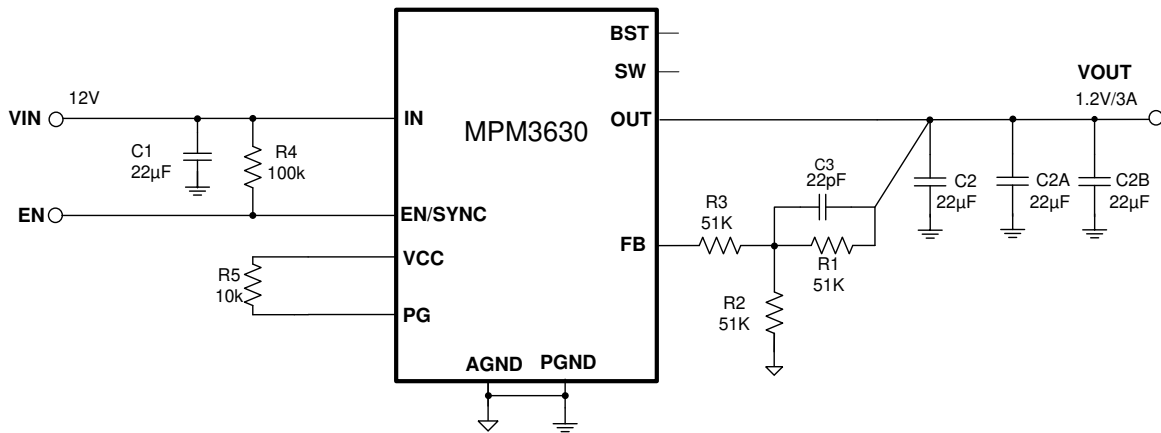 BST
SW
VOUT
1.2V/3A
12V
VIN
IN
MPM3630
OUT
C1
22µF
R4
100k
C3
22pF
C2
22µF
C2A
22µF
C2B
22µF
EN
EN/SYNC
R3
51K
FB
R1
51K
VCC
R5
10k
R2
51K
PG
AGND
PGND